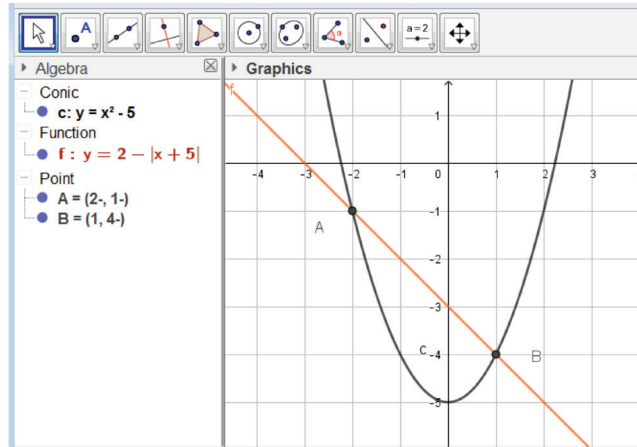 A
α
a=2
Algebra
Graphics
Conic
c: y = x² - 5
Function
f : y = 2 − |x + 5|
Point
A = (2-, 1-)
B = (1, 4-)
f
1
-4 -3 -2 -1 0 0 1 2 3
-1
A
-2
-3
c -4 B
-5